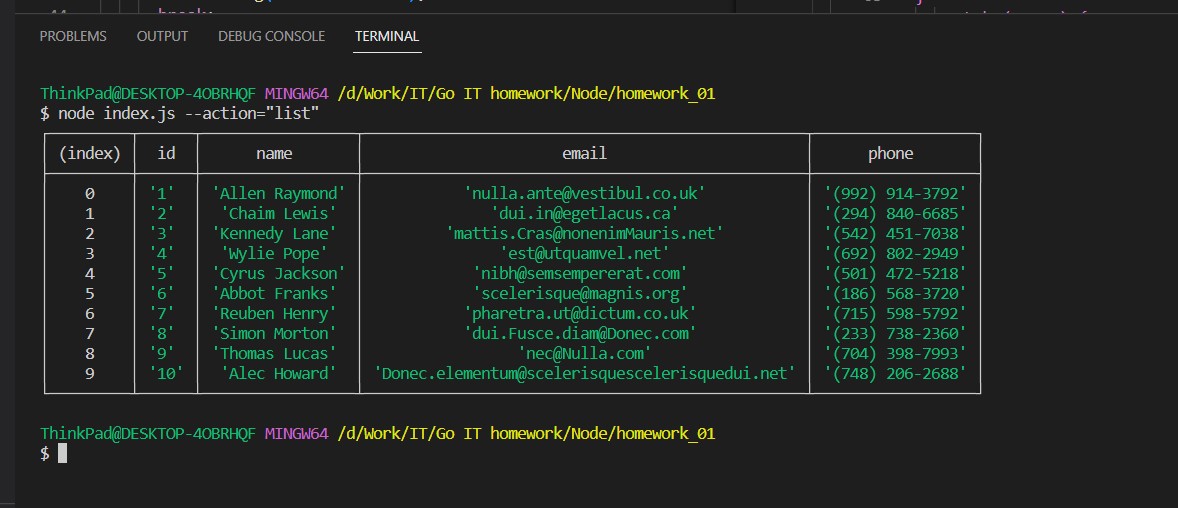 PROBLEMS OUTPUT DEBUG CONSOLE TERMINAL
ThinkPad@DESKTOP-4OBRHQF MINGW64 /d/Work/IT/Go IT homework/Node/homework_01
$ node index.js --action="list"
(index) id name email phone
0 '1' 'Allen Raymond' 'nulla.ante@vestibul.co.uk' '(992) 914-3792'
1 '2' 'Chaim Lewis' 'dui.in@egetlacus.ca' '(294) 840-6685'
2 '3' 'Kennedy Lane' 'mattis.Cras@nonenimMauris.net' '(542) 451-7038'
3 '4' 'Wylie Pope' 'est@utquamvel.net' '(692) 802-2949'
4 '5' 'Cyrus Jackson' 'nibh@semsempererat.com' '(501) 472-5218'
5 '6' 'Abbot Franks' 'scelerisque@magnis.org' '(186) 568-3720'
6 '7' 'Reuben Henry' 'pharetra.ut@dictum.co.uk' '(715) 598-5792'
7 '8' 'Simon Morton' 'dui.Fusce.diam@Donec.com' '(233) 738-2360'
8 '9' 'Thomas Lucas' 'nec@Nulla.com' '(704) 398-7993'
9 '10' 'Alec Howard' 'Donec.elementum@scelerisquescelerisquedui.net' '(748) 206-2688'
ThinkPad@DESKTOP-4OBRHQF MINGW64 /d/Work/IT/Go IT homework/Node/homework_01
$